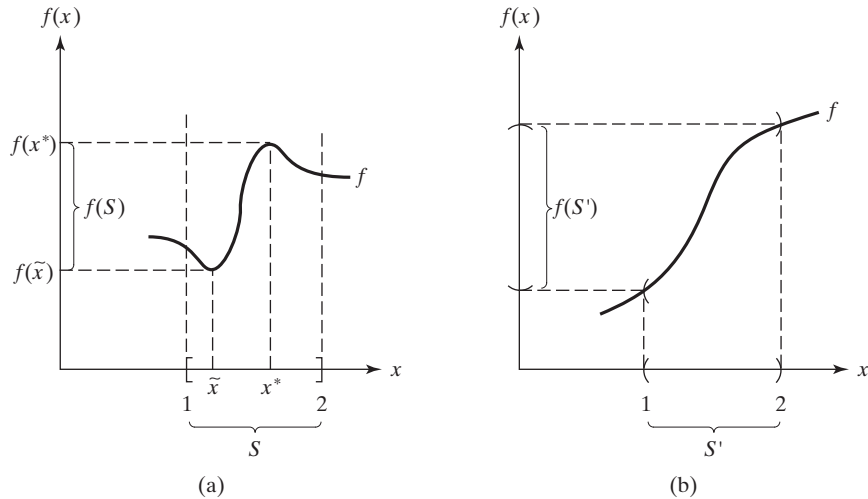 f(x)
f(x*)
f(S)
f(x̃)
f
x
x̃
x*
1
2
S
(a)
f(x)
f
f(S')
x
1
2
S'
(b)